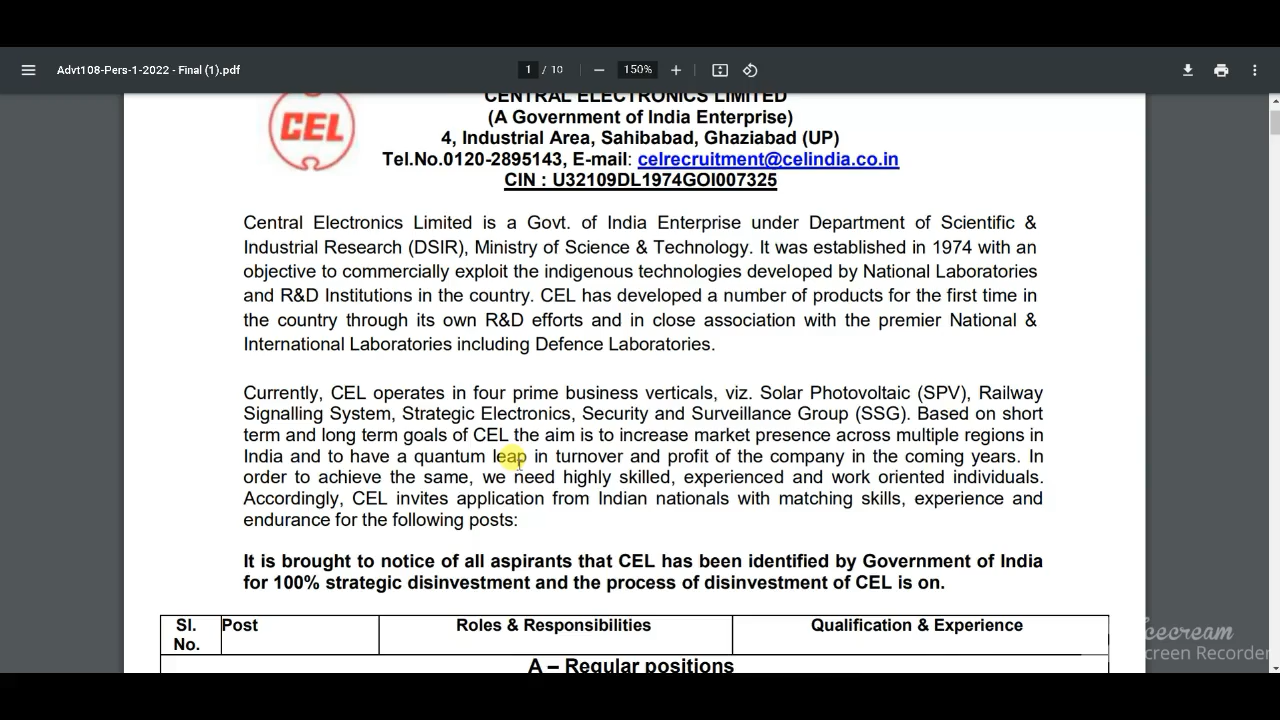 Advt108-Pers-1-2022 - Final (1).pdf
1 / 10
150%
CEL
CENTRAL ELECTRONICS LIMITED
(A Government of India Enterprise)
4, Industrial Area, Sahibabad, Ghaziabad (UP)
Tel.No.0120-2895143, E-mail: celrecruitment@celindia.co.in
CIN : U32109DL1974GOI007325
Central Electronics Limited is a Govt. of India Enterprise under Department of Scientific &
Industrial Research (DSIR), Ministry of Science & Technology. It was established in 1974 with an
objective to commercially exploit the indigenous technologies developed by National Laboratories
and R&D Institutions in the country. CEL has developed a number of products for the first time in
the country through its own R&D efforts and in close association with the premier National &
International Laboratories including Defence Laboratories.
Currently, CEL operates in four prime business verticals, viz. Solar Photovoltaic (SPV), Railway
Signalling System, Strategic Electronics, Security and Surveillance Group (SSG). Based on short
term and long term goals of CEL the aim is to increase market presence across multiple regions in
India and to have a quantum leap in turnover and profit of the company in the coming years. In
order to achieve the same, we need highly skilled, experienced and work oriented individuals.
Accordingly, CEL invites application from Indian nationals with matching skills, experience and
endurance for the following posts:
It is brought to notice of all aspirants that CEL has been identified by Government of India
for 100% strategic disinvestment and the process of disinvestment of CEL is on.
Sl. No.
Post
Roles & Responsibilities
Qualification & Experience
A – Regular positions
Icecream
Screen Recorder